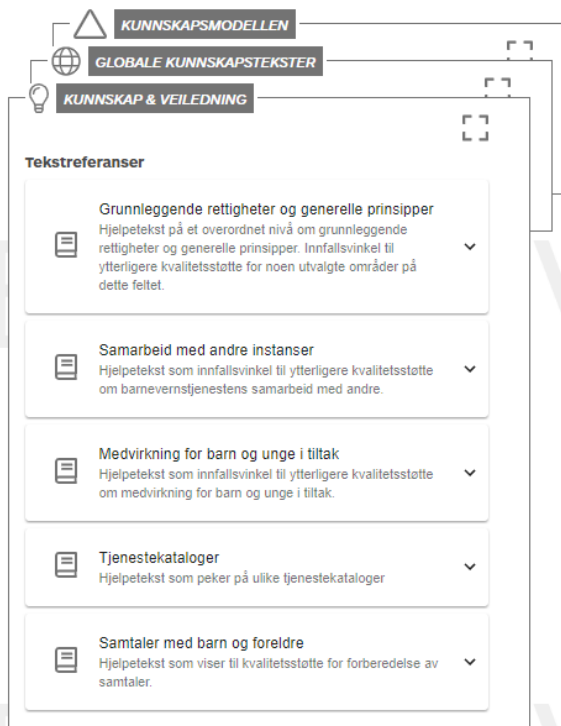 KUNNSKAPSMODELLEN
GLOBALE KUNNSKAPSTEKSTER
KUNNSKAP & VEILEDNING
Tekstreferanser
Grunnleggende rettigheter og generelle prinsipper
Hjelpetekst på et overordnet nivå om grunnleggende
rettigheter og generelle prinsipper. Innfallsvinkel til
ytterligere kvalitetsstøtte for noen utvalgte områder på
dette feltet.
Samarbeid med andre instanser
Hjelpetekst som innfallsvinkel til ytterligere kvalitetsstøtte
om barnevernstjenestens samarbeid med andre.
Medvirkning for barn og unge i tiltak
Hjelpetekst som innfallsvinkel til ytterligere kvalitetsstøtte
om medvirkning for barn og unge i tiltak.
Tjenestekataloger
Hjelpetekst som peker på ulike tjenestekataloger
Samtaler med barn og foreldre
Hjelpetekst som viser til kvalitetsstøtte for forberedelse av
samtaler.